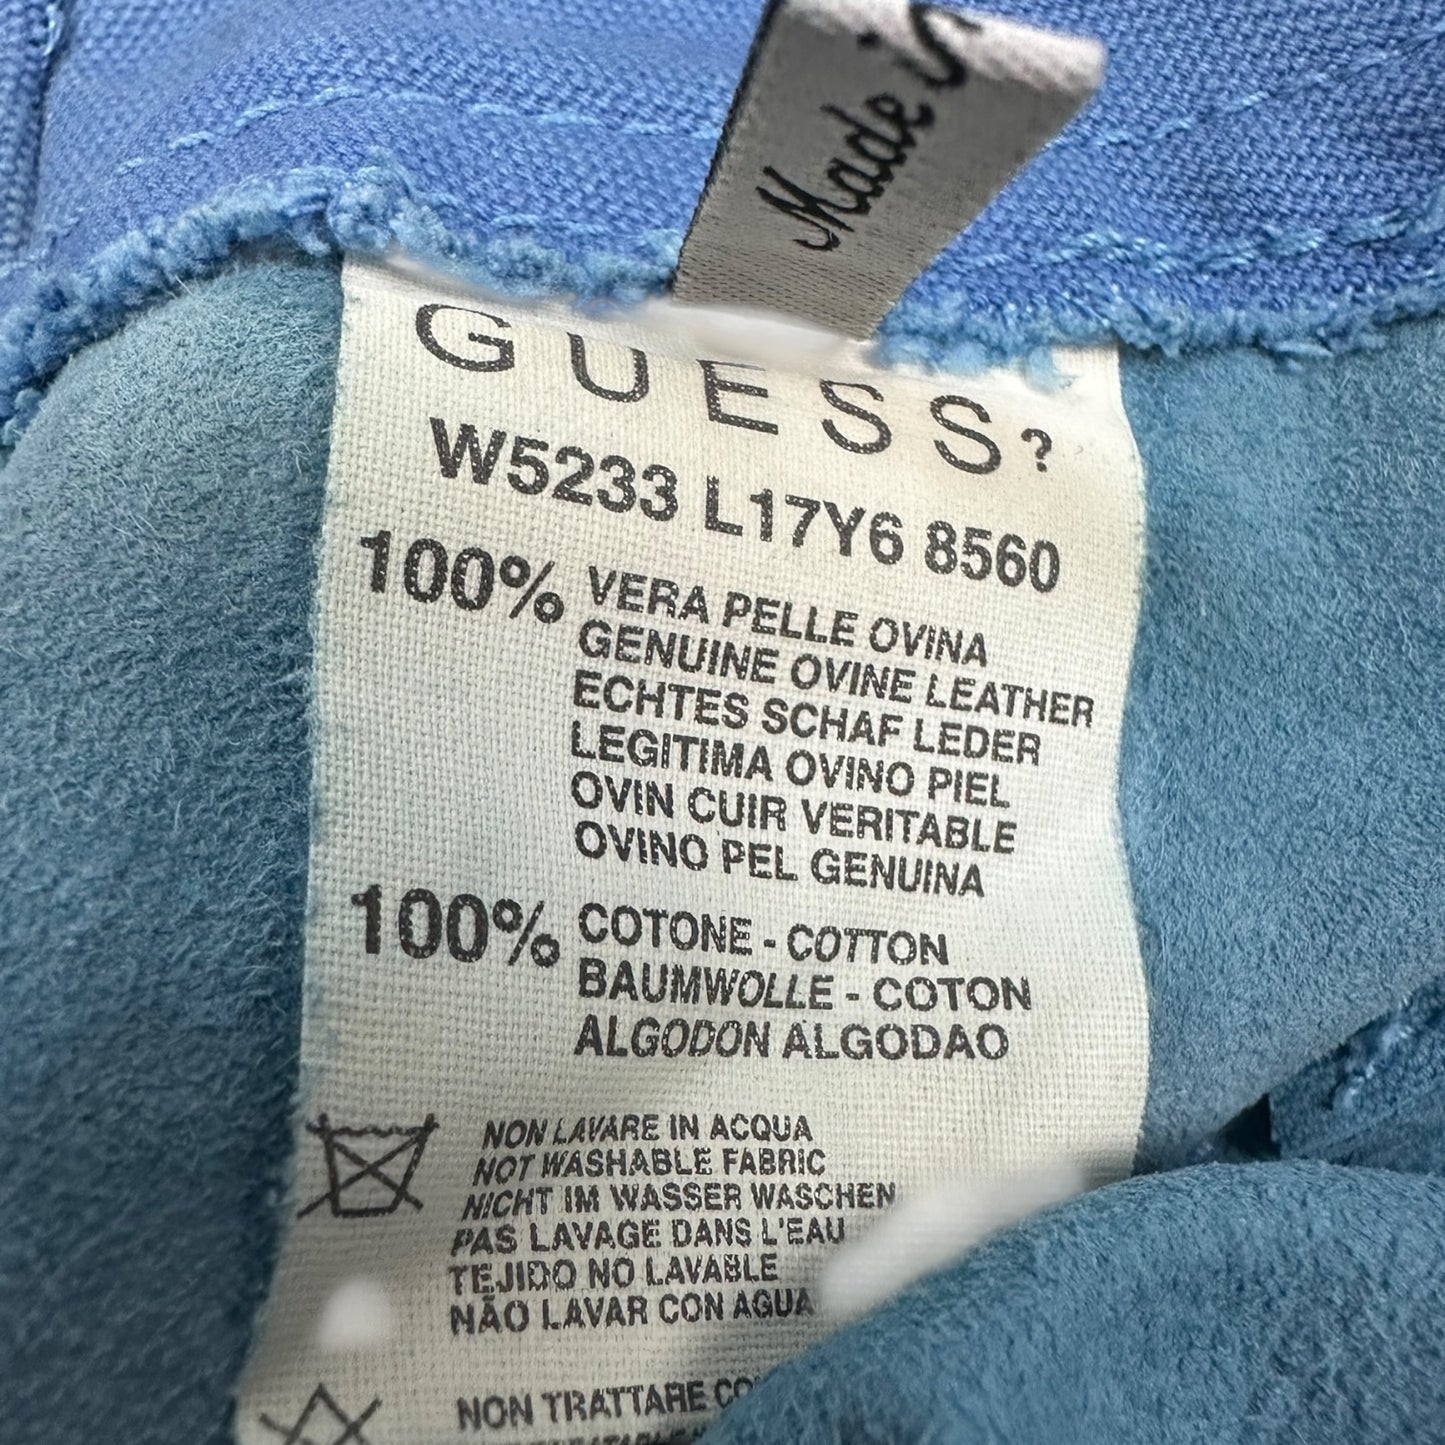 Made in
GUESS?
W5233 L17Y6 8560
100% VERA PELLE OVINA
GENUINE OVINE LEATHER
ECHTES SCHAF LEDER
LEGITIMA OVINO PIEL
OVIN CUIR VERITABLE
OVINO PEL GENUINA
100% COTONE - COTTON
BAUMWOLLE - COTON
ALGODON ALGODAO
NON LAVARE IN ACQUA
NOT WASHABLE FABRIC
NICHT IM WASSER WASCHEN
PAS LAVAGE DANS L'EAU
TEJIDO NO LAVABLE
NÃO LAVAR CON AGUA
NON TRATTARE